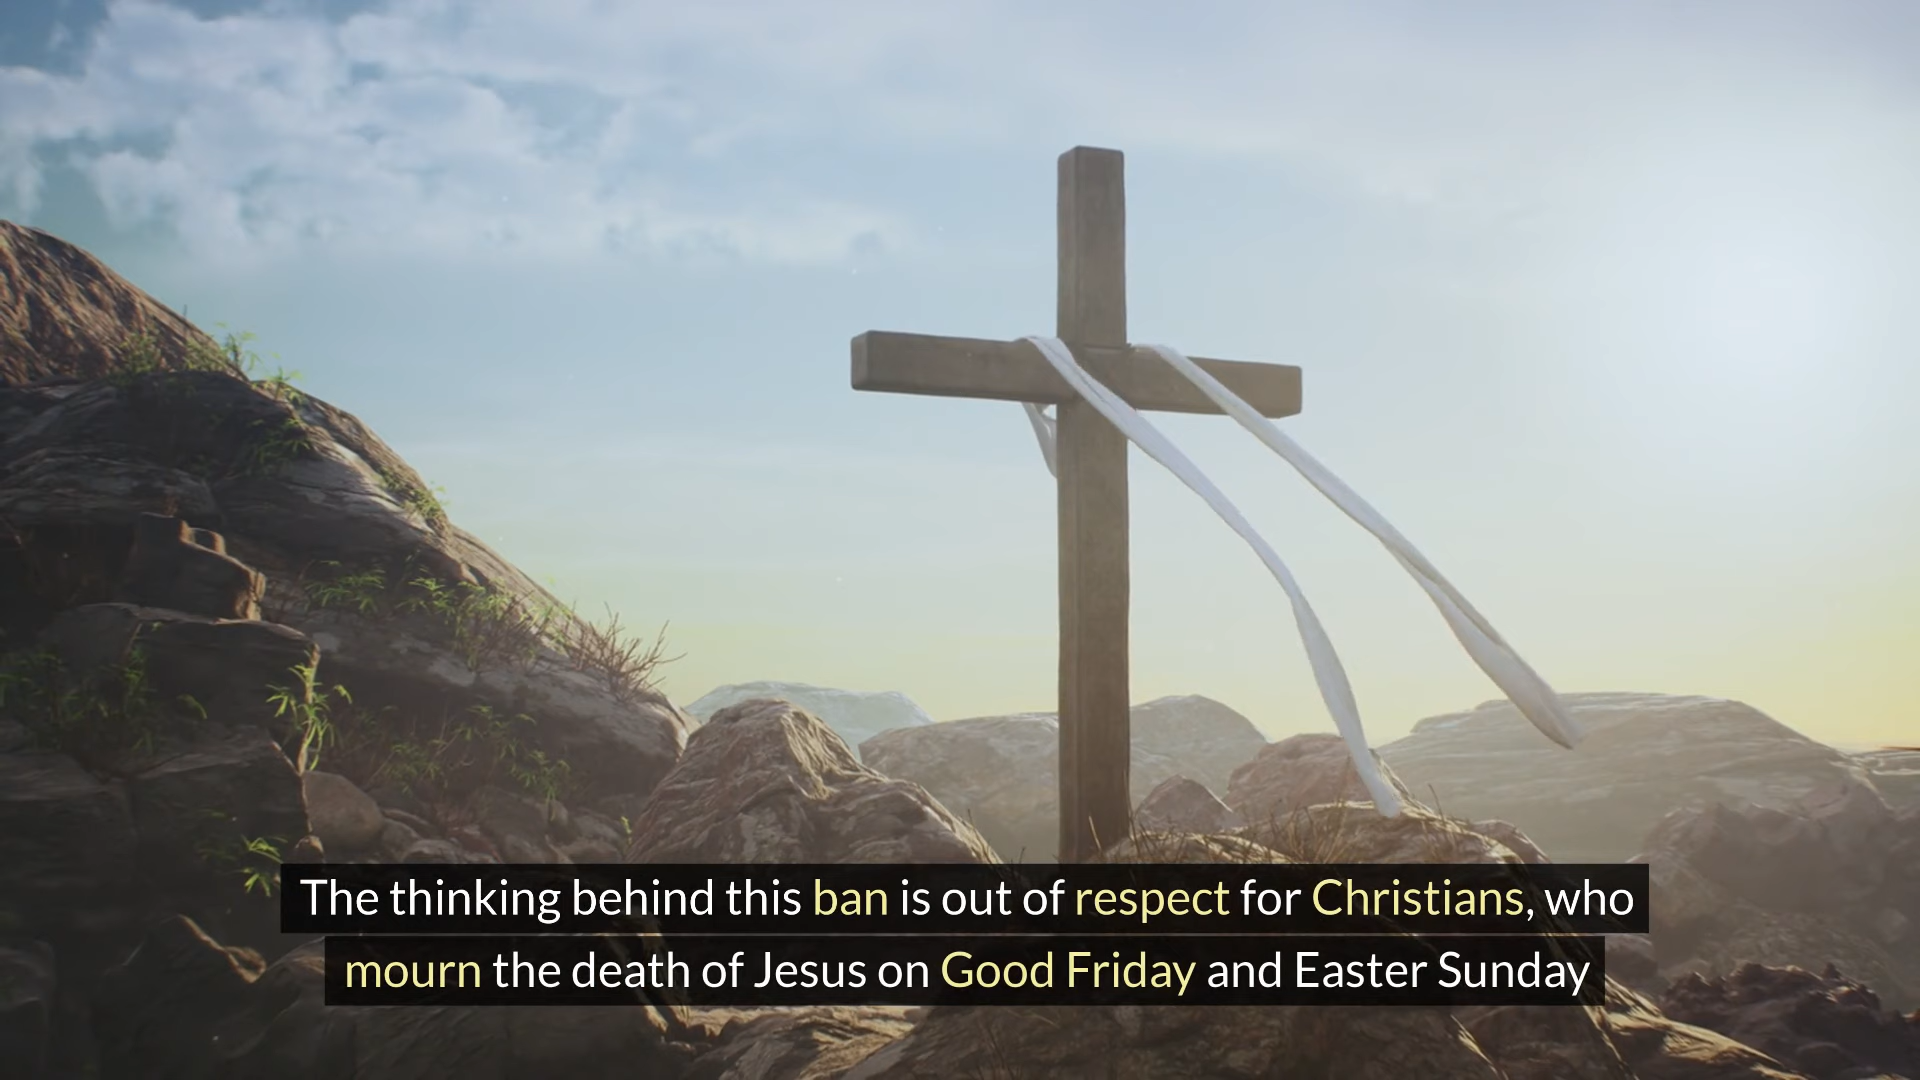 The thinking behind this ban is out of respect for Christians, who
mourn the death of Jesus on Good Friday and Easter Sunday